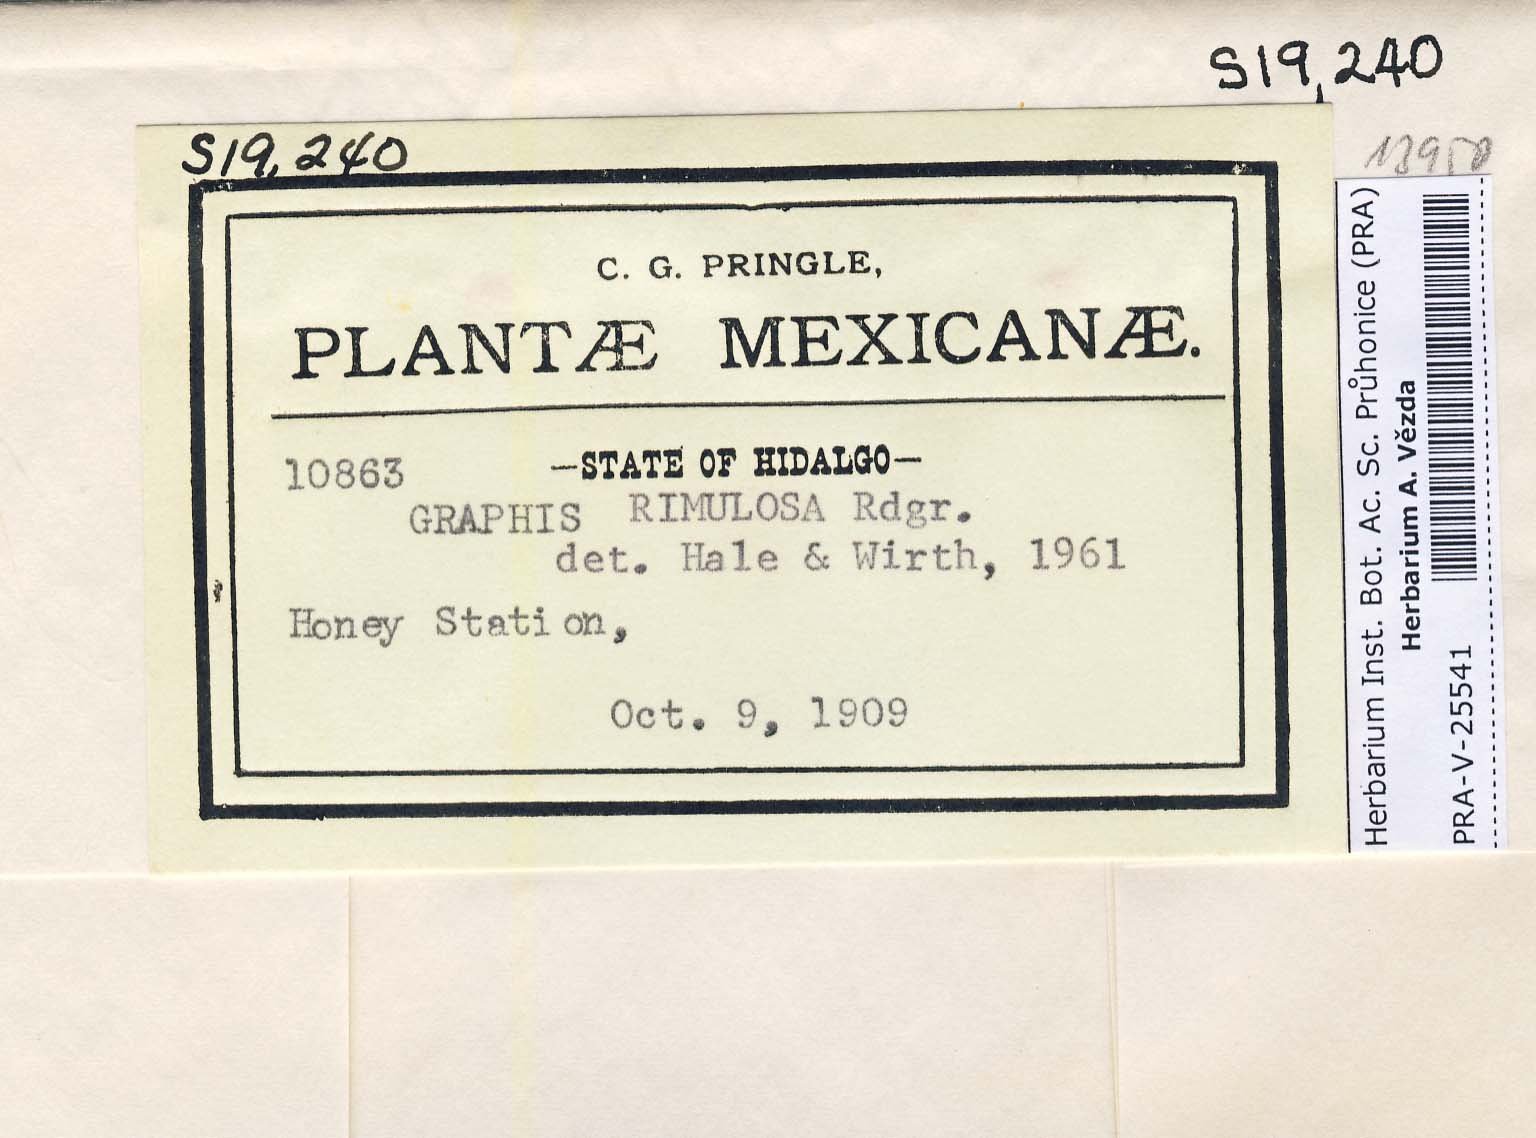 S19,240
S19,240
C. G. PRINGLE,
PLANTÆ MEXICANÆ.
10863 —STATE OF HIDALGO—
GRAPHIS RIMULOSA Rdgr.
det. Hale & Wirth, 1961
Honey Station,
Oct. 9, 1909
Herbarium Inst. Bot. Ac. Sc. Průhonice (PRA)
Herbarium A. Vězda
PRA-V-25541